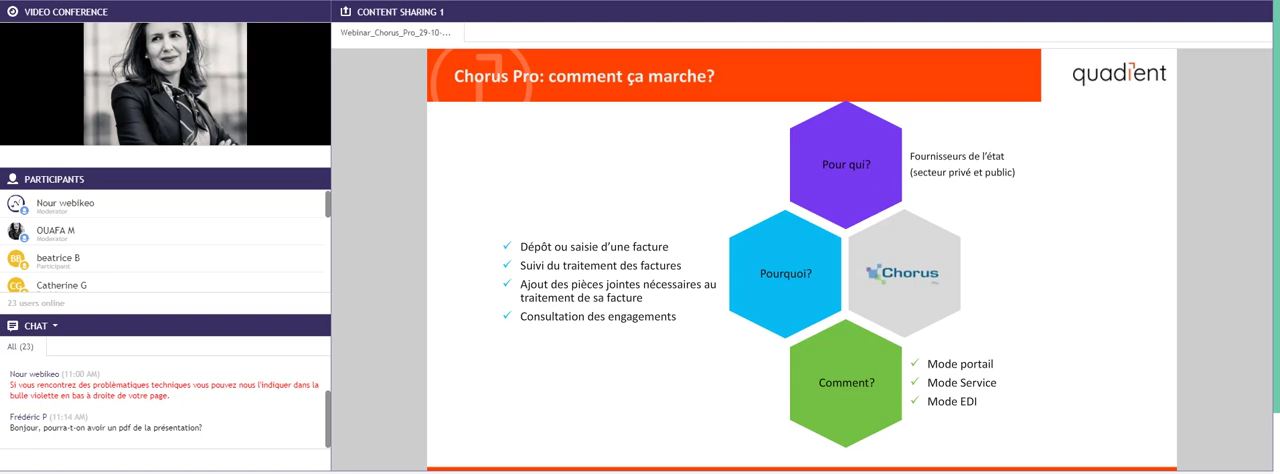 VIDEO CONFERENCE
PARTICIPANTS
Nour webikeo
Moderator
OUAFA M
Moderator
BB
beatrice B
Participant
CG
Catherine G
23 users online
CHAT
All (23)
Nour webikeo (11:00 AM)
Si vous rencontrez des problèmatiques techniques vous pouvez nous l'indiquer dans la
bulle violette en bas à droite de votre page.
Frédéric P (11:14 AM)
Bonjour, pourra-t-on avoir un pdf de la présentation?
CONTENT SHARING 1
Webinar_Chorus_Pro_29-10-...
Chorus Pro: comment ça marche?
quadient
Pour qui?
Fournisseurs de l'état
(secteur privé et public)
Dépôt ou saisie d'une facture
Suivi du traitement des factures
Ajout des pièces jointes nécessaires au
traitement de sa facture
Consultation des engagements
Pourquoi?
Chorus
Pro
Comment?
Mode portail
Mode Service
Mode EDI